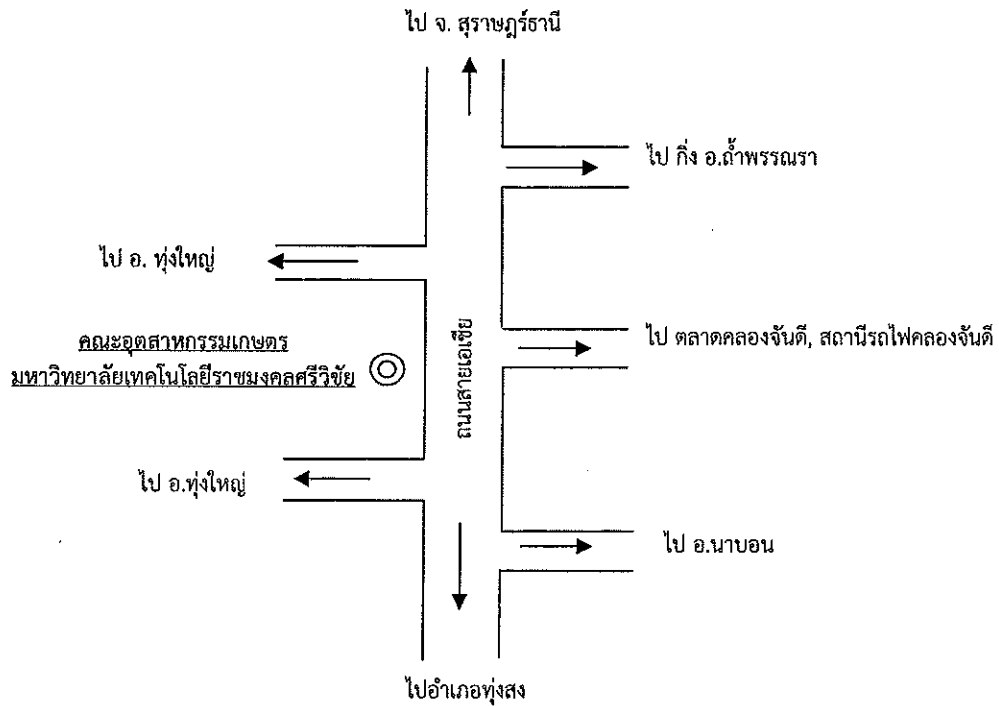 ไป จ. สุราษฎร์ธานี
ไป กิ่ง อ.ถ้ำพรรณรา
ไป อ. ทุ่งใหญ่
คณะอุตสาหกรรมเกษตร
มหาวิทยาลัยเทคโนโลยีราชมงคลศรีวิชัย
ถนนสายเอเชีย
ไป ตลาดคลองจันดี, สถานีรถไฟคลองจันดี
ไป อ.ทุ่งใหญ่
ไป อ.นาบอน
ไปอำเภอทุ่งสง